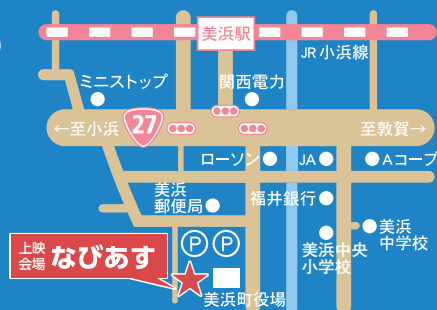 美浜駅
JR小浜線
ミニストップ
関西電力
←至小浜
27
至敦賀→
ローソン
JA
Aコープ
美浜
郵便局
福井銀行
P
P
美浜
中学校
美浜中央
小学校
上映
会場
なびあす
美浜町役場